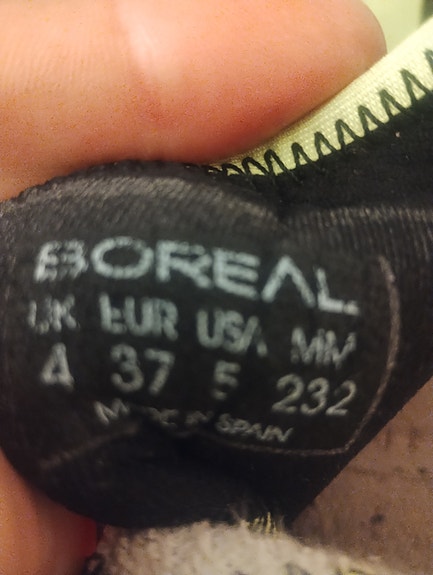 BOREAL
UK EUR USA MM
4 37 5 232
MADE IN SPAIN